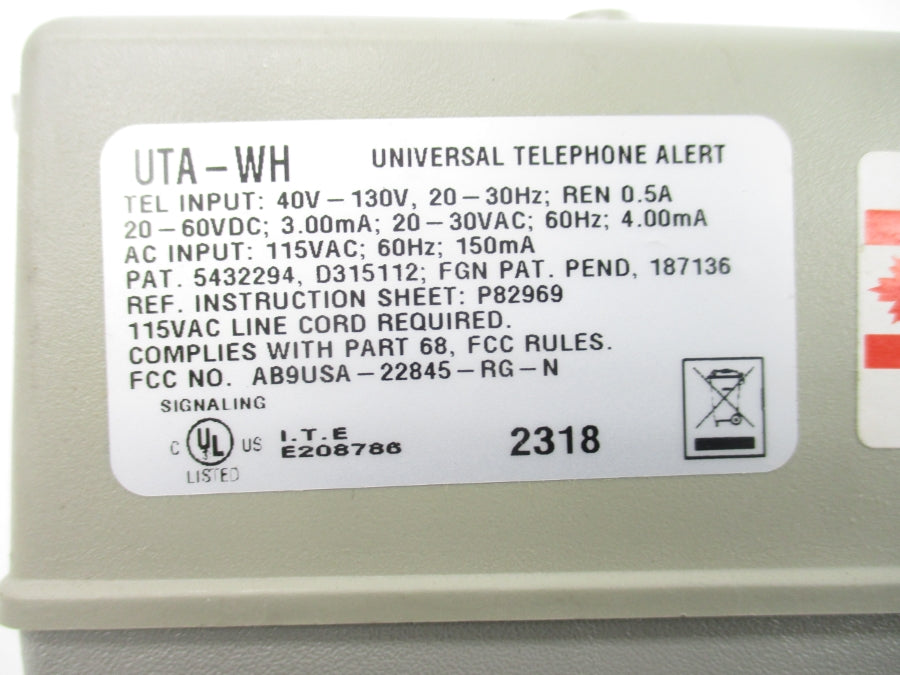 UTA-WH UNIVERSAL TELEPHONE ALERT
TEL INPUT: 40V-130V, 20-30Hz; REN 0.5A
20-60VDC; 3.00mA; 20-30VAC; 60Hz; 4.00mA
AC INPUT: 115VAC; 60Hz; 150mA
PAT. 5432294, D315112; FGN PAT. PEND, 187136
REF. INSTRUCTION SHEET: P82969
115VAC LINE CORD REQUIRED.
COMPLIES WITH PART 68, FCC RULES.
FCC NO. AB9USA-22845-RG-N
SIGNALING
C UL US I.T.E
E208786
LISTED
2318